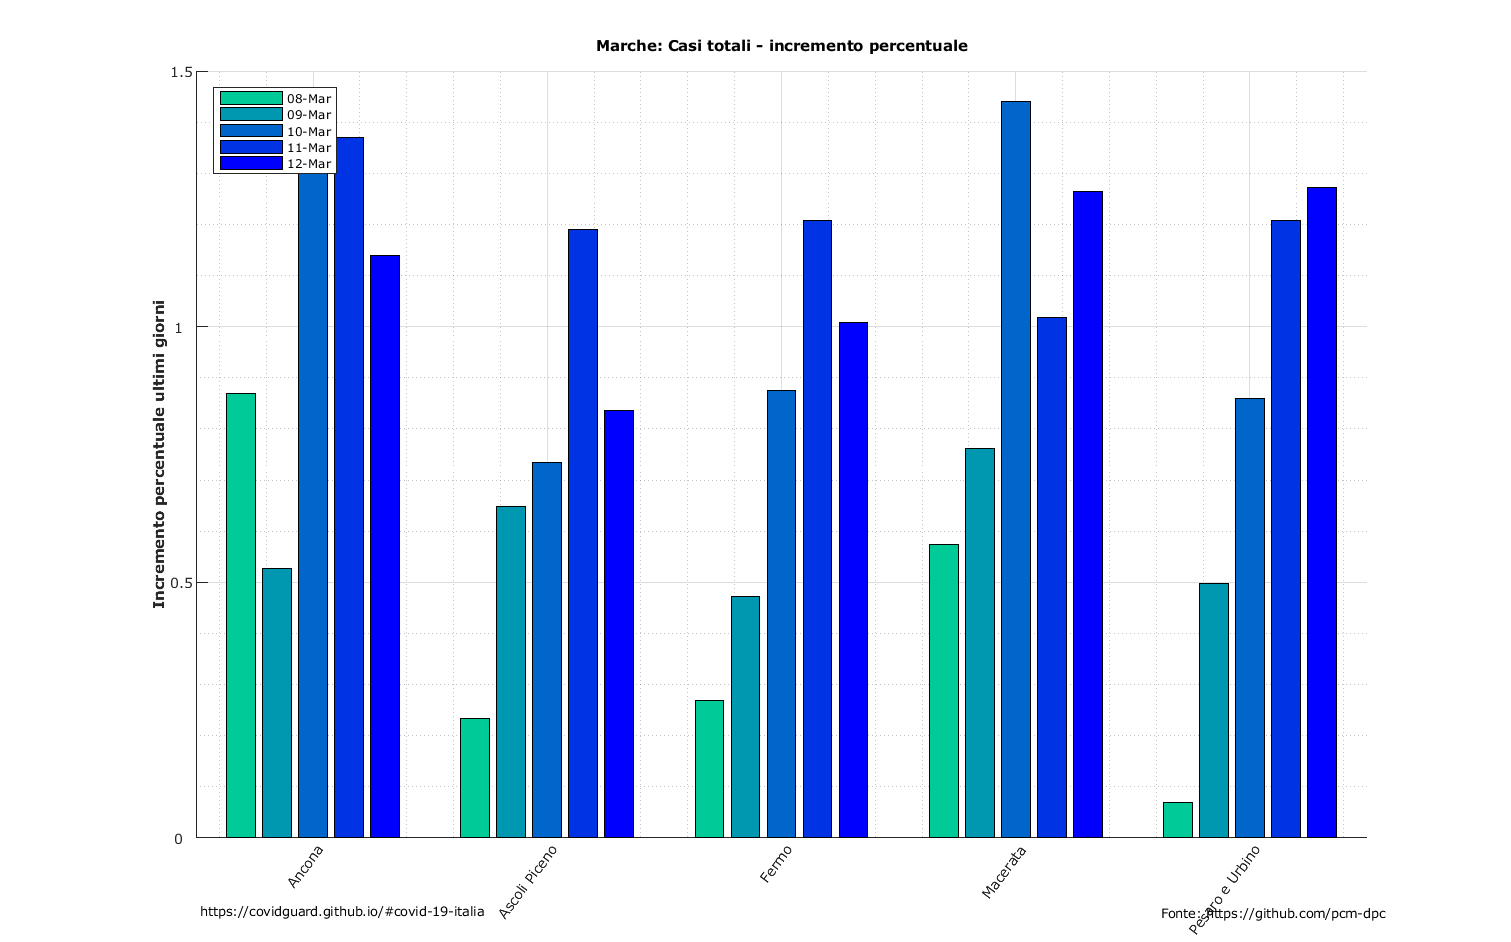 Marche: Casi totali - incremento percentuale
Incremento percentuale ultimi giorni
1.5
1
0.5
0
08-Mar
09-Mar
10-Mar
11-Mar
12-Mar
Ancona
Ascoli Piceno
Fermo
Macerata
Pesaro e Urbino
https://covidguard.github.io/#covid-19-italia
Fonte: https://github.com/pcm-dpc